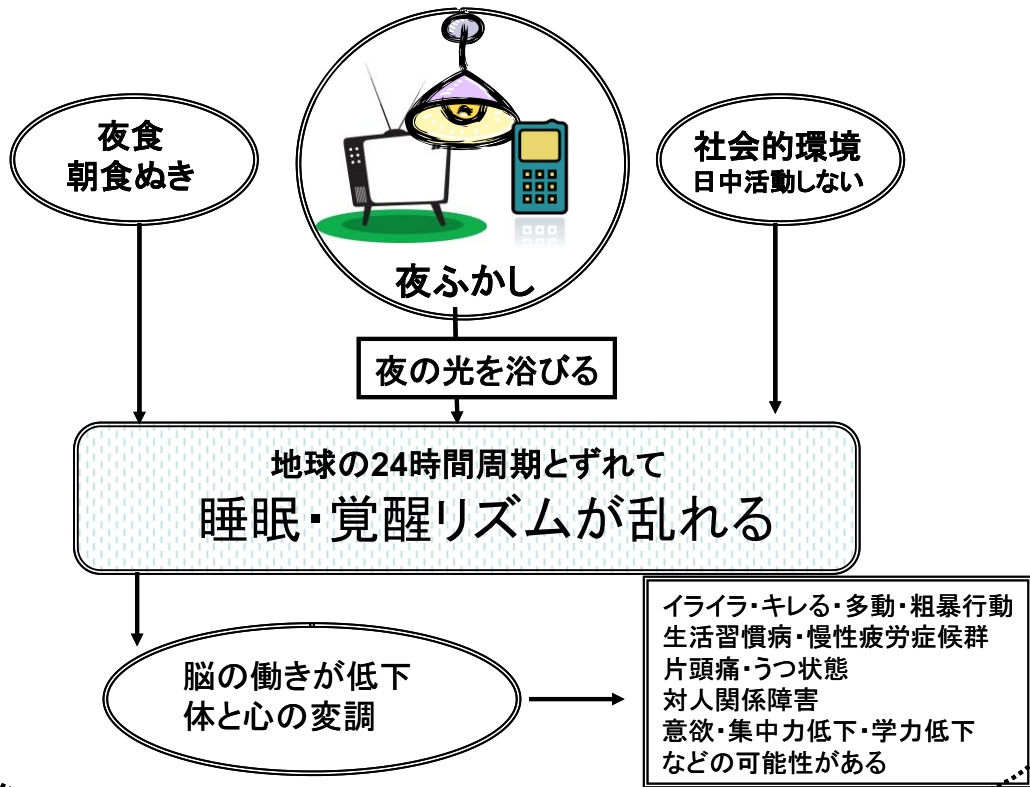 夜食
朝食ぬき
夜ふかし
社会的環境
日中活動しない
夜の光を浴びる
地球の24時間周期とずれて
睡眠・覚醒リズムが乱れる
脳の働きが低下
体と心の変調
イライラ・キレる・多動・粗暴行動
生活習慣病・慢性疲労症候群
片頭痛・うつ状態
対人関係障害
意欲・集中力低下・学力低下
などの可能性がある